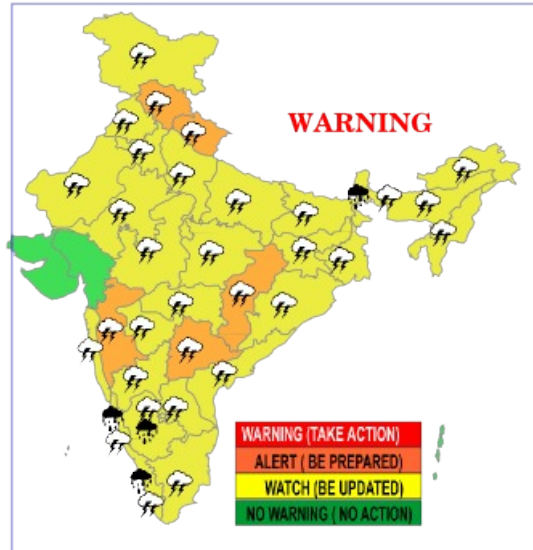 WARNING
WARNING (TAKE ACTION)
ALERT ( BE PREPARED)
WATCH (BE UPDATED)
NO WARNING ( NO ACTION)